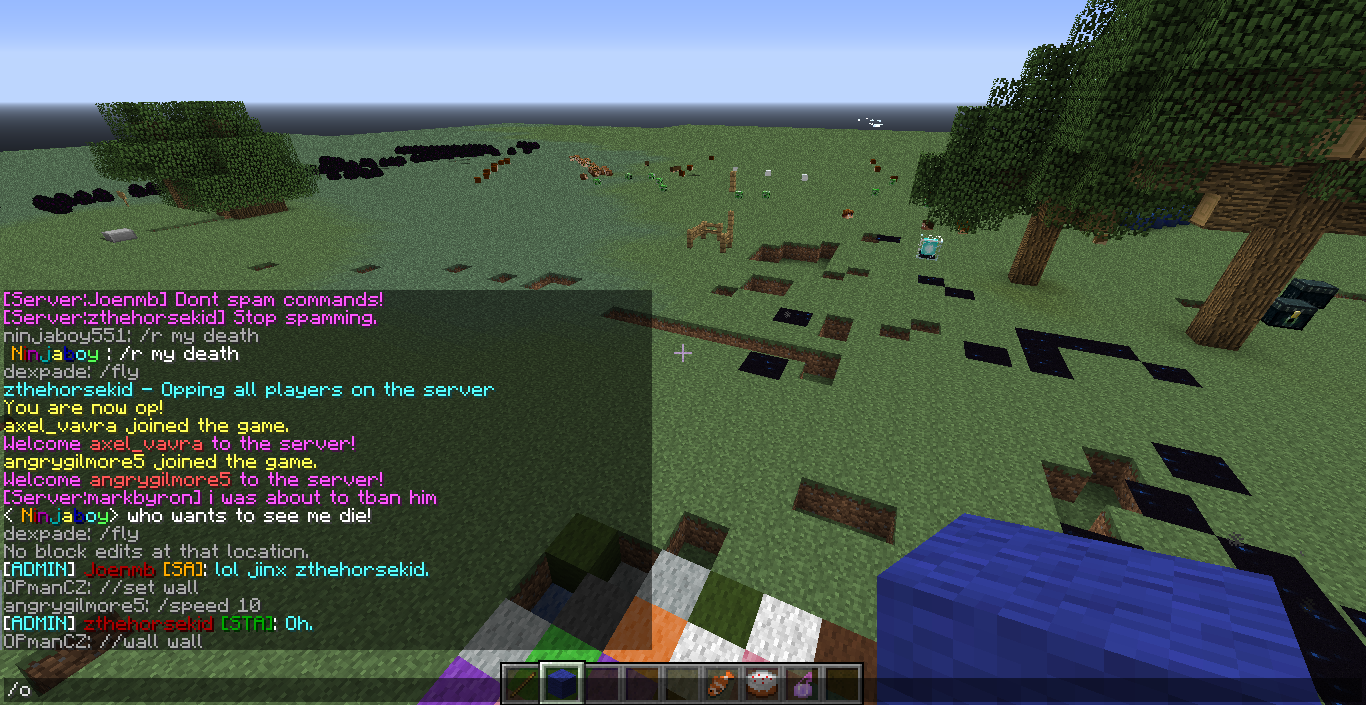 [Server:Joenmb] Dont spam commands!
[Server:zthehorsekid] Stop spamming.
ninjaboy551: /r my death
Ninjaboy : /r my death
dexpade: /fly
zthehorsekid - Opping all players on the server
You are now op!
axel_vavra joined the game.
Welcome axel_vavra to the server!
angrygilmore5 joined the game.
Welcome angrygilmore5 to the server!
[Server:markbyron] i was about to tban him
< Ninjaboy> who wants to see me die!
dexpade: /fly
No block edits at that location.
[ADMIN] Joenmb [SA]: lol jinx zthehorsekid.
OPmanCZ: //set wall
angrygilmore5: /speed 10
[ADMIN] zthehorsekid [STA]: Oh.
OPmanCZ: //wall wall
/o